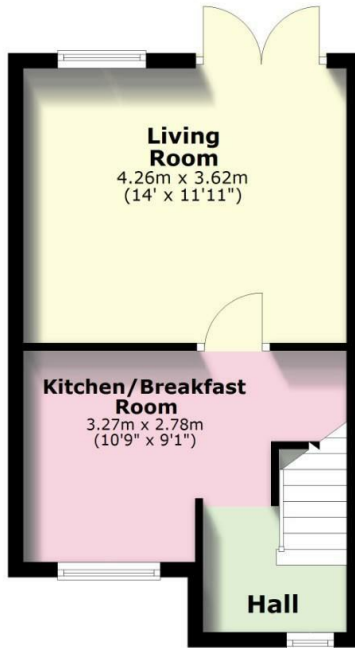 Living
Room
4.26m x 3.62m
(14' x 11'11")
Kitchen/Breakfast
Room
3.27m x 2.78m
(10'9" x 9'1")
Hall